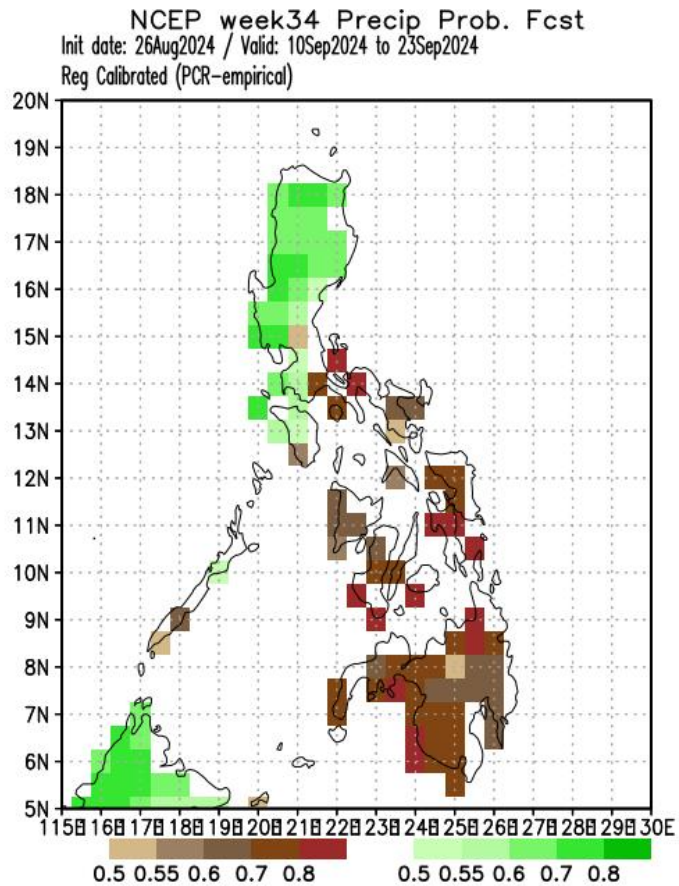 NCEP week34 Precip Prob. Fcst
Init date: 26Aug2024 / Valid: 10Sep2024 to 23Sep2024
Reg Calibrated (PCR-empirical)
20N
19N
18N
17N
16N
15N
14N
13N
12N
11N
10N
9N
8N
7N
6N
5N
115E 116E 117E 118E 119E 120E 121E 122E 123E 124E 125E 126E 127E 128E 129E 130E
0.5 0.55 0.6 0.7 0.8 0.5 0.55 0.6 0.7 0.8